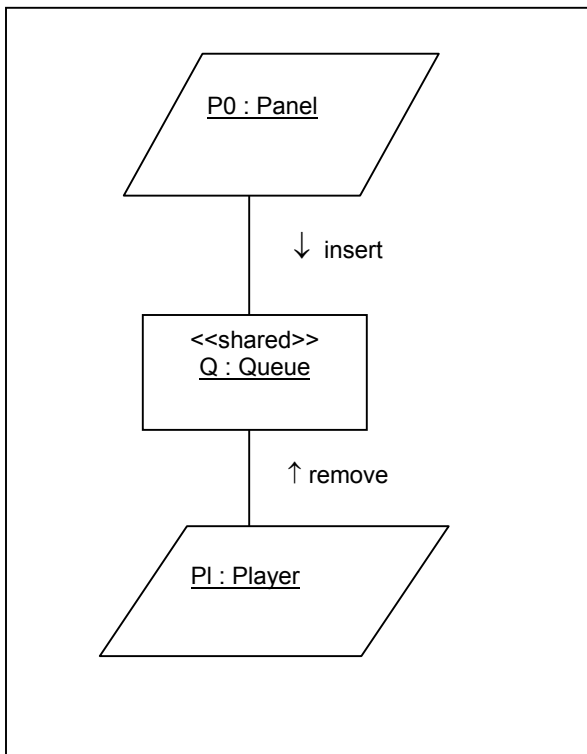 P0 : Panel
↓ insert
<<shared>>
Q : Queue
↑ remove
Pl : Player